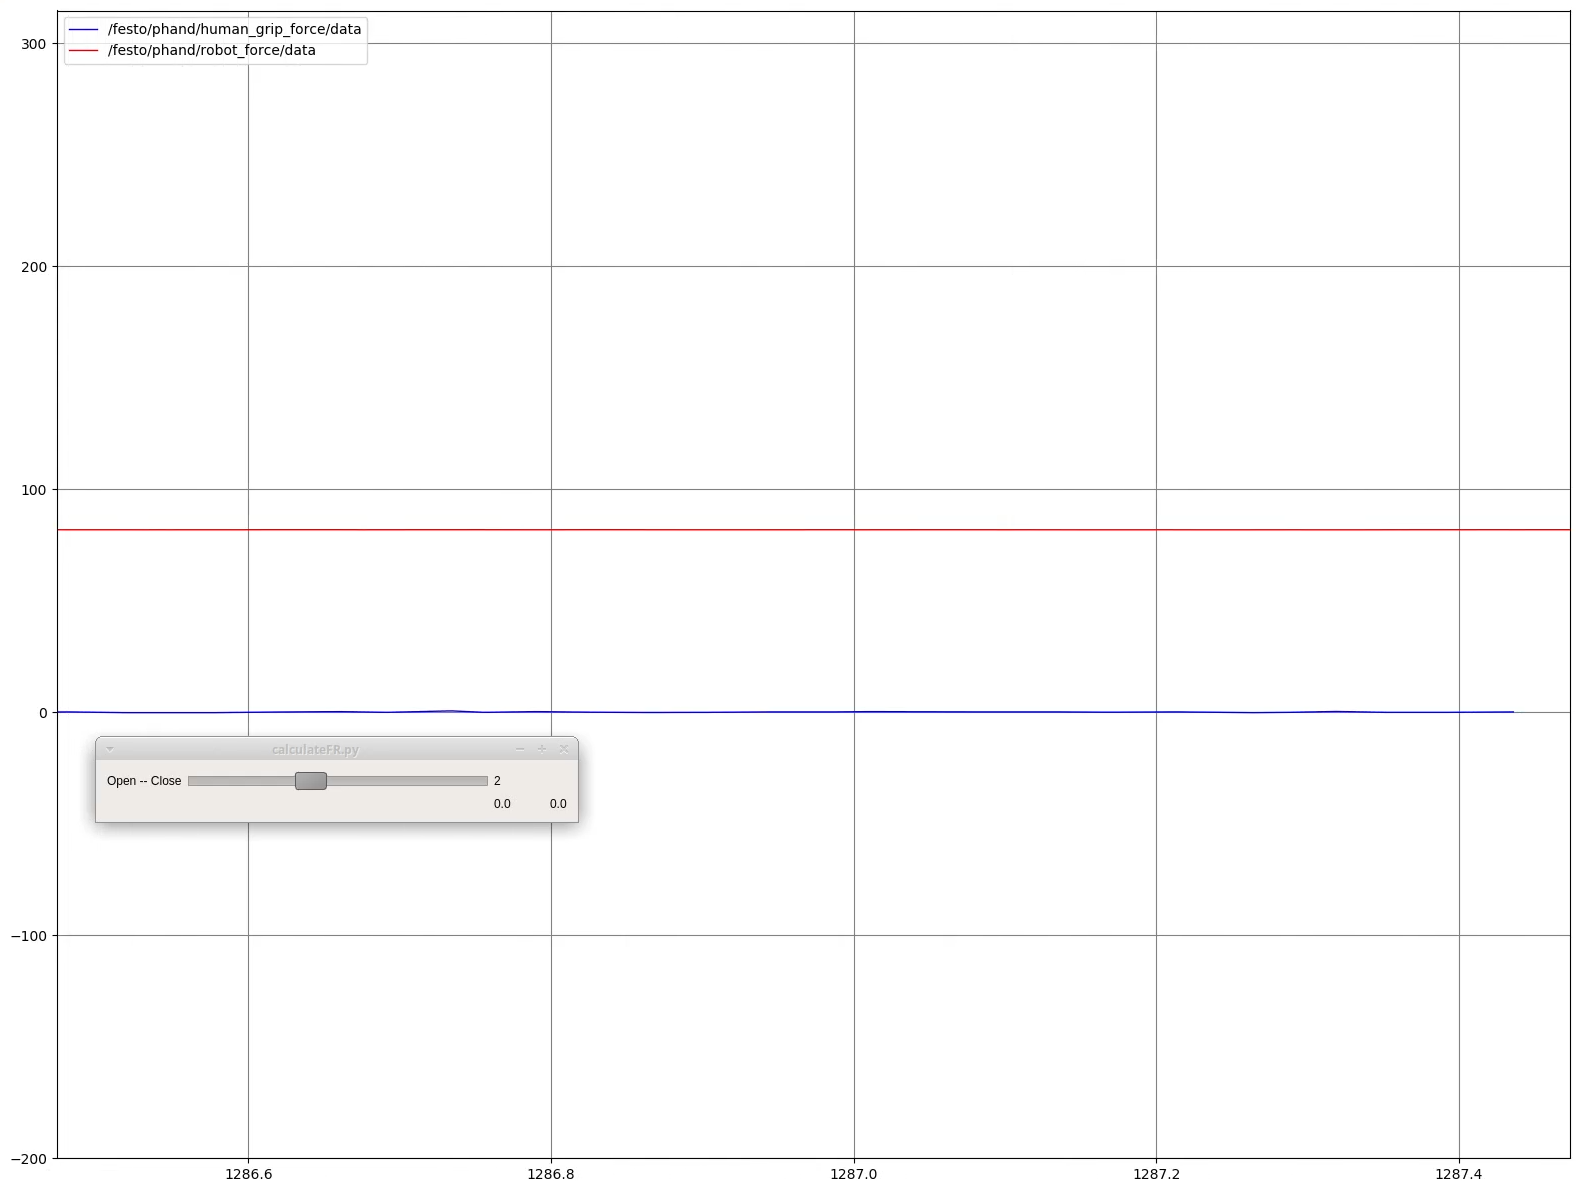 /festo/phand/human_grip_force/data
/festo/phand/robot_force/data
300
200
100
0
calculateFR.py
Open -- Close 2
0.0 0.0
−100
−200
1286.6 1286.8 1287.0 1287.2 1287.4